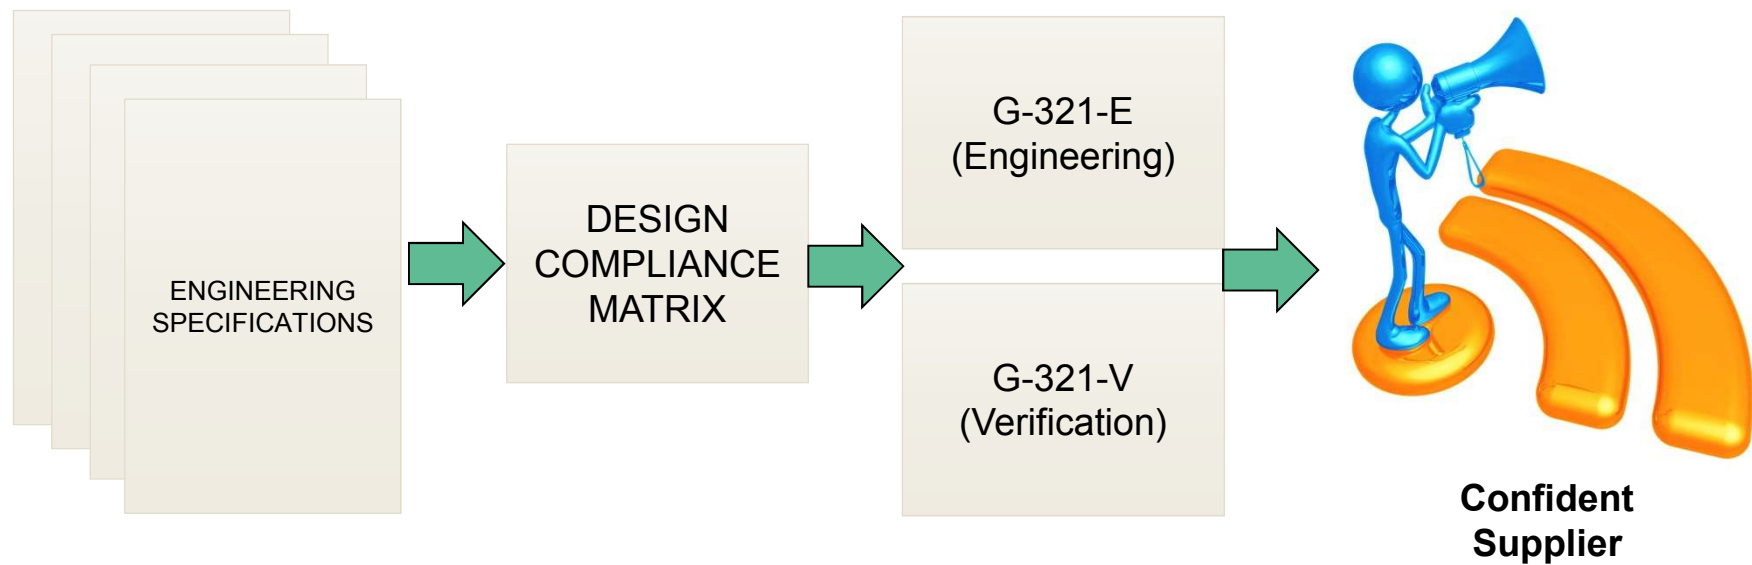 ENGINEERING
SPECIFICATIONS
DESIGN
COMPLIANCE
MATRIX
G-321-E
(Engineering)
G-321-V
(Verification)
Confident
Supplier